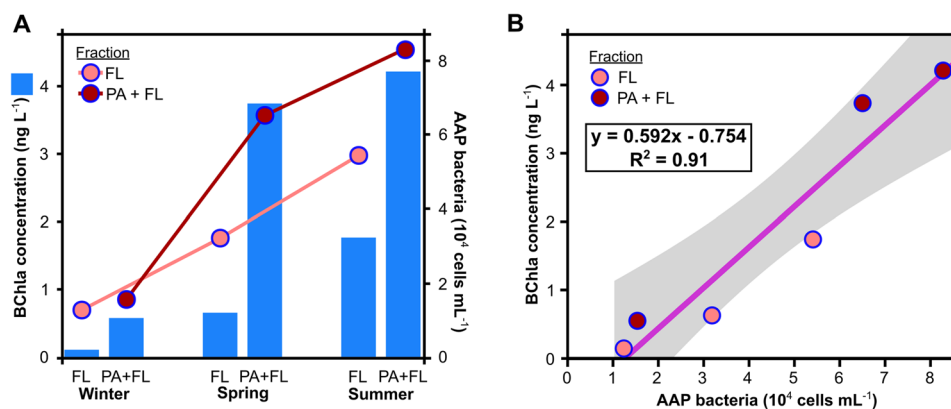 A
Fraction
FL
PA + FL
BChla concentration (ng L⁻¹)
4
3
2
1
0
8
6
4
2
0
AAP bacteria (10⁴ cells mL⁻¹)
FL PA+FL FL PA+FL FL PA+FL
Winter Spring Summer
B
Fraction
FL
PA + FL
y = 0.592x - 0.754
R² = 0.91
BChla concentration (ng L⁻¹)
4
3
2
1
0
0 1 2 3 4 5 6 7 8
AAP bacteria (10⁴ cells mL⁻¹)